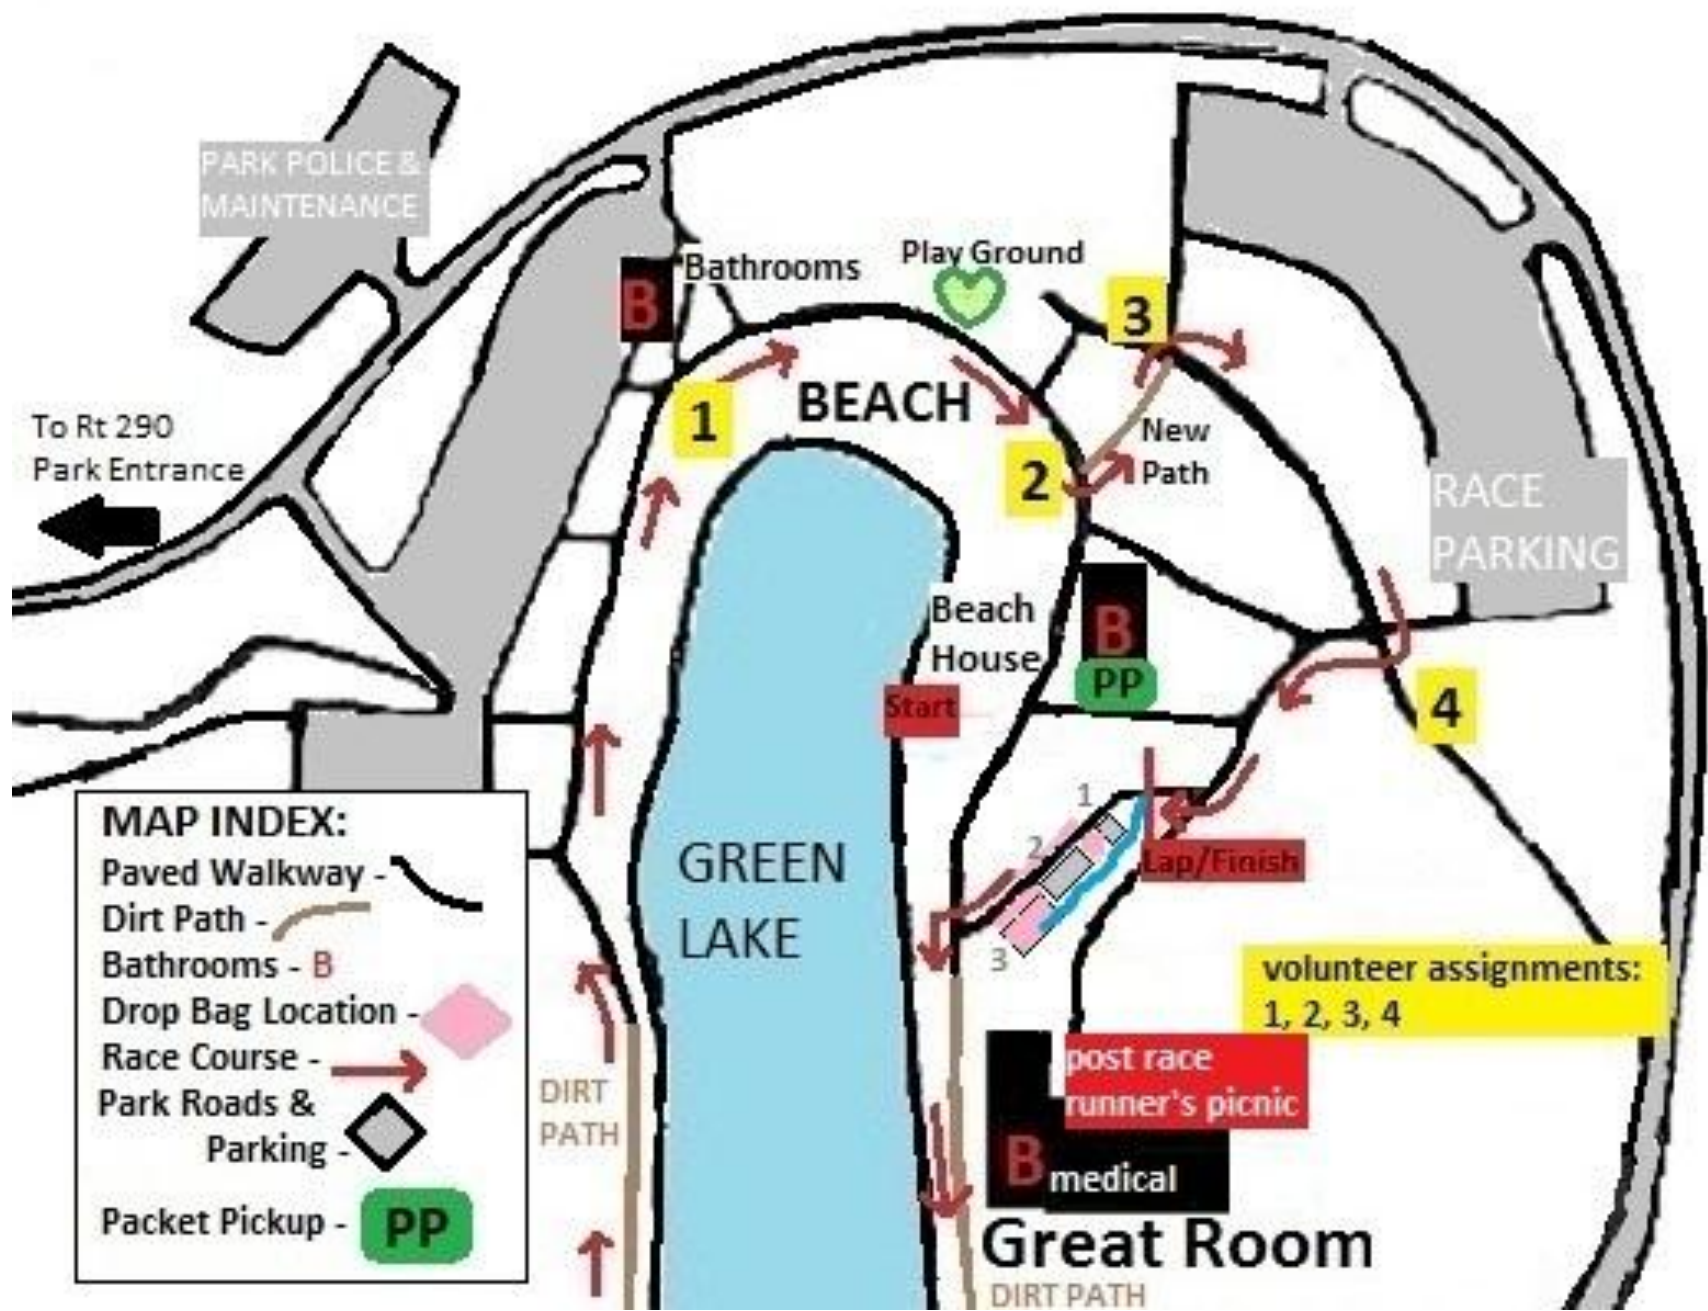 PARK POLICE &
MAINTENANCE
B
Bathrooms
Play Ground
3
1
BEACH
To Rt 290
Park Entrance
2
New
Path
RACE
PARKING
Beach
House
B
PP
Start
4
1
2
3
Lap/Finish
GREEN
LAKE
MAP INDEX:
Paved Walkway -
Dirt Path -
Bathrooms - B
Drop Bag Location -
Race Course -
Park Roads &
Parking -
Packet Pickup - PP
DIRT
PATH
volunteer assignments:
1, 2, 3, 4
post race
runner's picnic
B medical
Great Room
DIRT PATH